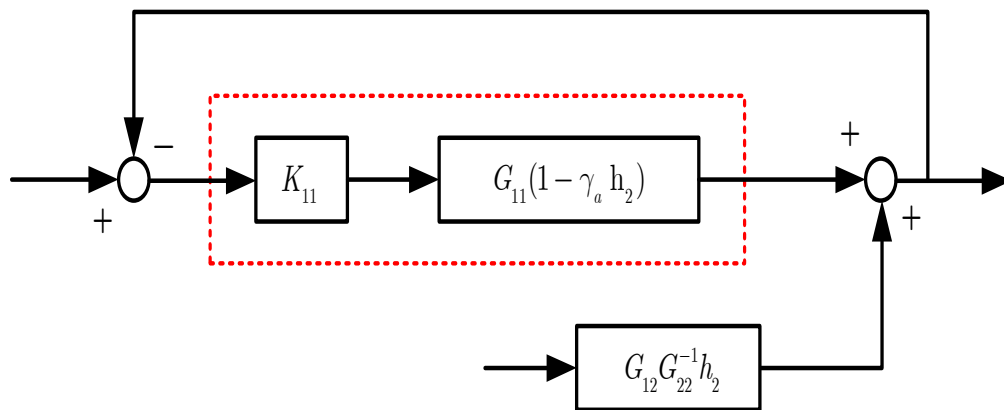 −
+
K₁₁
G₁₁(1 − γₐ h₂)
+
+
G₁₂G₂₂⁻¹h₂